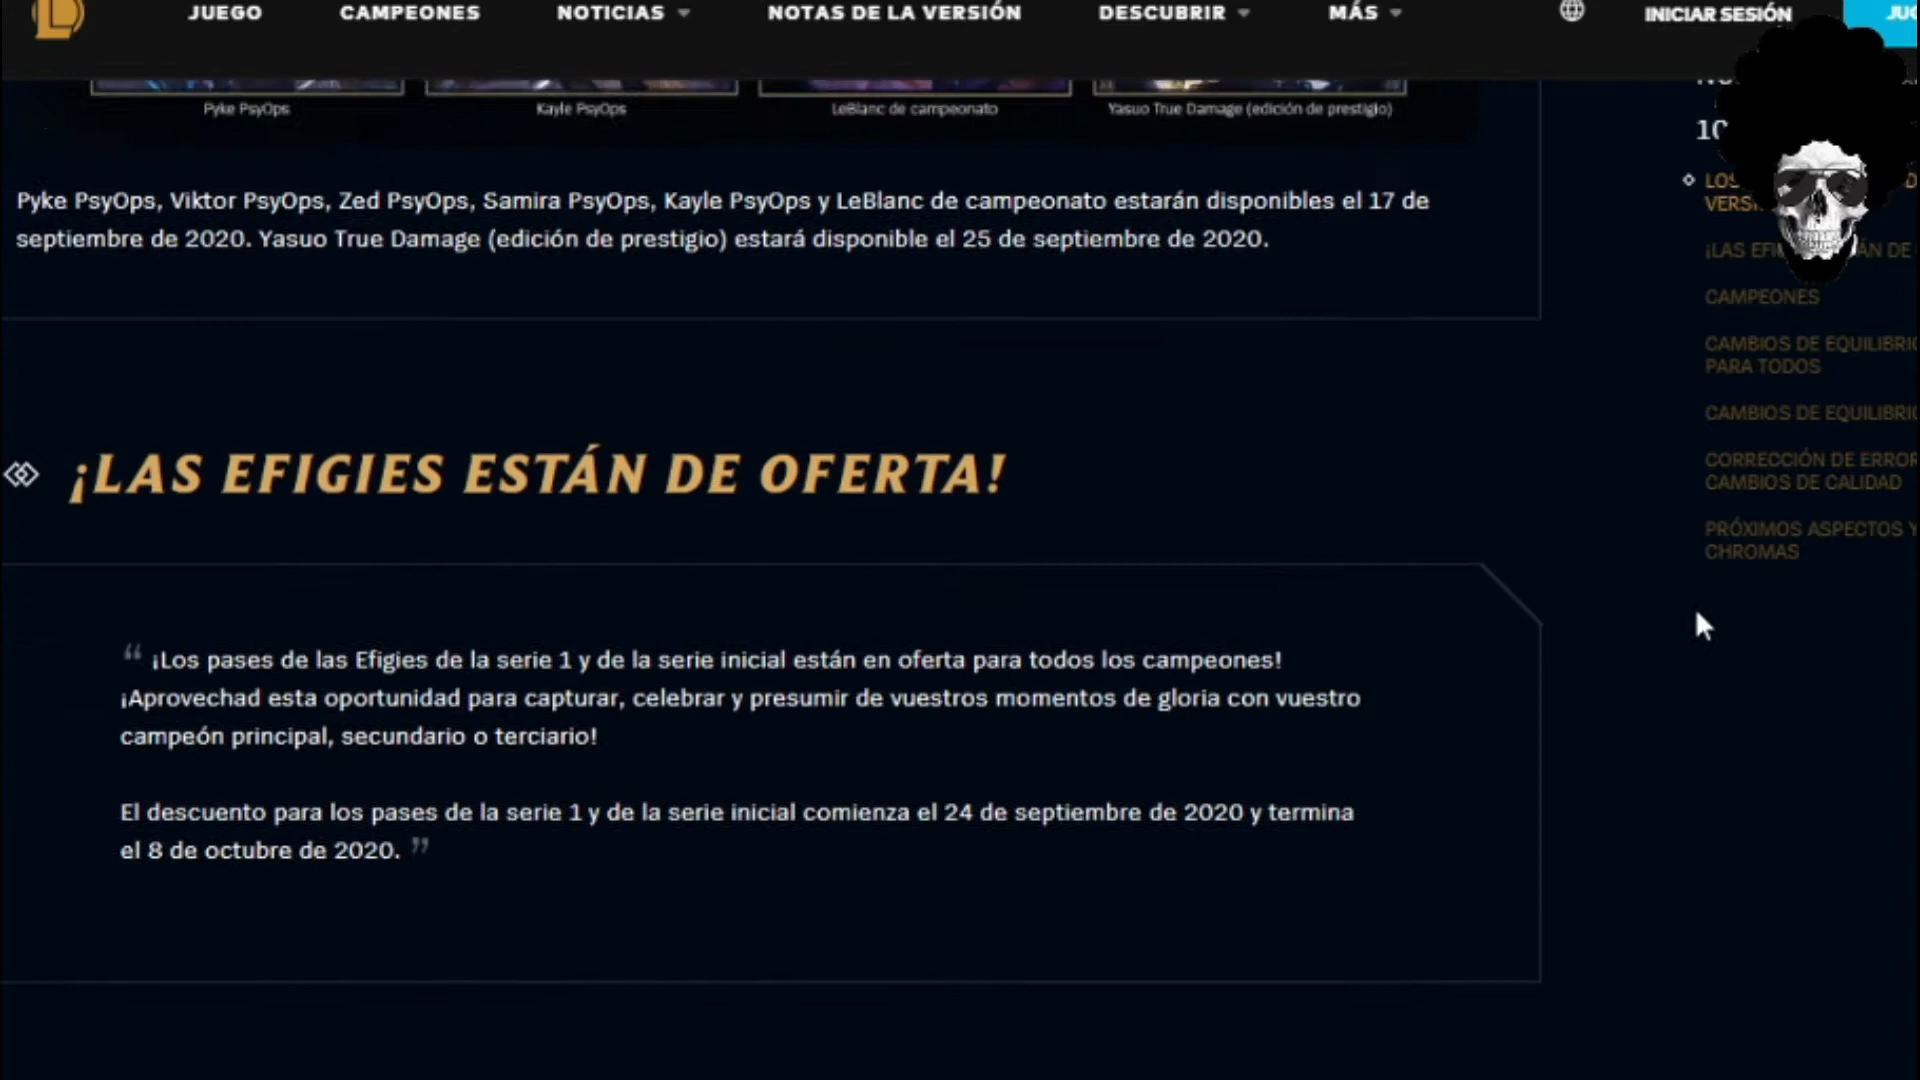 JUEGO CAMPEONES NOTICIAS NOTAS DE LA VERSIÓN DESCUBRIR MÁS INICIAR SESIÓN
Pyke PsyOps Kayle PsyOps LeBlanc de campeonato Yasuo True Damage (edición de prestigio)
Pyke PsyOps, Viktor PsyOps, Zed PsyOps, Samira PsyOps, Kayle PsyOps y LeBlanc de campeonato estarán disponibles el 17 de
septiembre de 2020. Yasuo True Damage (edición de prestigio) estará disponible el 25 de septiembre de 2020.
¡LAS EFIGIES ESTÁN DE OFERTA!
“ ¡Los pases de las Efigies de la serie 1 y de la serie inicial están en oferta para todos los campeones!
¡Aprovechad esta oportunidad para capturar, celebrar y presumir de vuestros momentos de gloria con vuestro
campeón principal, secundario o terciario!
El descuento para los pases de la serie 1 y de la serie inicial comienza el 24 de septiembre de 2020 y termina
el 8 de octubre de 2020. ”
¡LAS DE
CAMPEONES
CAMBIOS DE
PARA TODOS
CAMBIOS DE
CORRECCIÓN DE
CAMBIOS DE CALIDAD
PRÓXIMOS ASPECTOS Y
CHROMAS